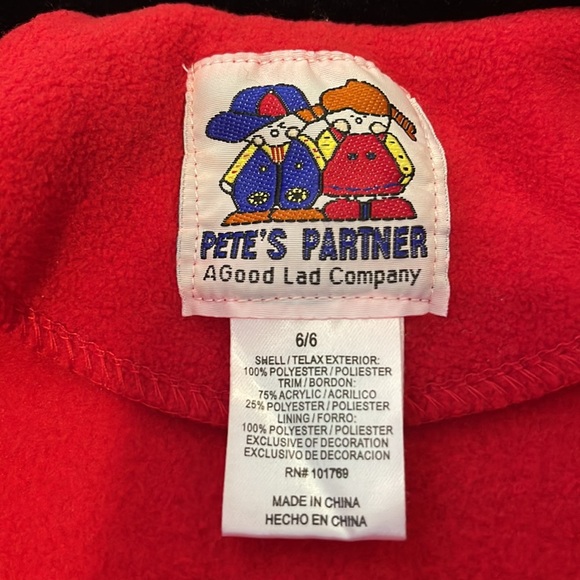 PETE'S PARTNER
A Good Lad Company
6/6
SHELL / TELAX EXTERIOR:
100% POLYESTER / POLIESTER
TRIM / BORDON:
75% ACRYLIC / ACRILICO
25% POLYESTER / POLIESTER
LINING / FORRO:
100% POLYESTER / POLIESTER
EXCLUSIVE OF DECORATION
EXCLUSIVO DE DECORACION
RN# 101769
MADE IN CHINA
HECHO EN CHINA